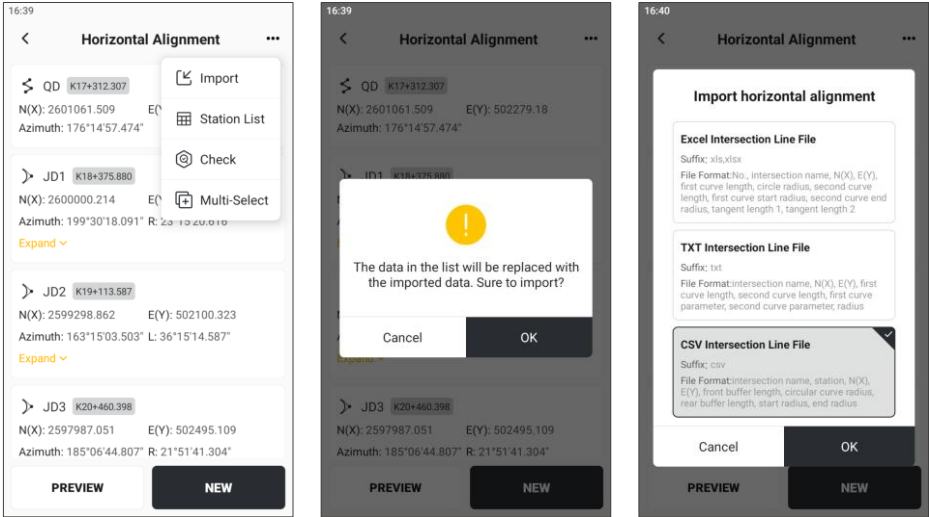 16:39
Horizontal Alignment
Import
Station List
Check
Multi-Select
QD K17+312.307
N(X): 2601061.509 E(Y
Azimuth: 176°14'57.474"
JD1 K18+375.880
N(X): 2600000.214 E(Y
Azimuth: 199°30'18.091" R: 23°15'20.616"
Expand
JD2 K19+113.587
N(X): 2599298.862 E(Y): 502100.323
Azimuth: 163°15'03.503" L: 36°15'14.587"
Expand
JD3 K20+460.398
N(X): 2597987.051 E(Y): 502495.109
Azimuth: 185°06'44.807" R: 21°51'41.304"
PREVIEW NEW
16:39
Horizontal Alignment
QD K17+312.307
N(X): 2601061.509 E(Y): 502279.18
Azimuth: 176°14'57.474"
JD1 K18+375.880
The data in the list will be replaced with
the imported data. Sure to import?
Cancel OK
Expand
JD3 K20+460.398
N(X): 2597987.051 E(Y): 502495.109
Azimuth: 185°06'44.807" R: 21°51'41.304"
PREVIEW NEW
16:40
Horizontal Alignment
Import horizontal alignment
Excel Intersection Line File
Suffix: xls,xlsx
File Format:No., intersection name, N(X), E(Y),
first curve length, circle radius, second curve
length, first curve start radius, second curve end
radius, tangent length 1, tangent length 2
TXT Intersection Line File
Suffix: txt
File Format:intersection name, N(X), E(Y), first
curve length, second curve length, first curve
parameter, second curve parameter, radius
CSV Intersection Line File
Suffix: csv
File Format:intersection name, station, N(X),
E(Y), front buffer length, circular curve radius,
rear buffer length, start radius, end radius
Cancel OK
PREVIEW NEW